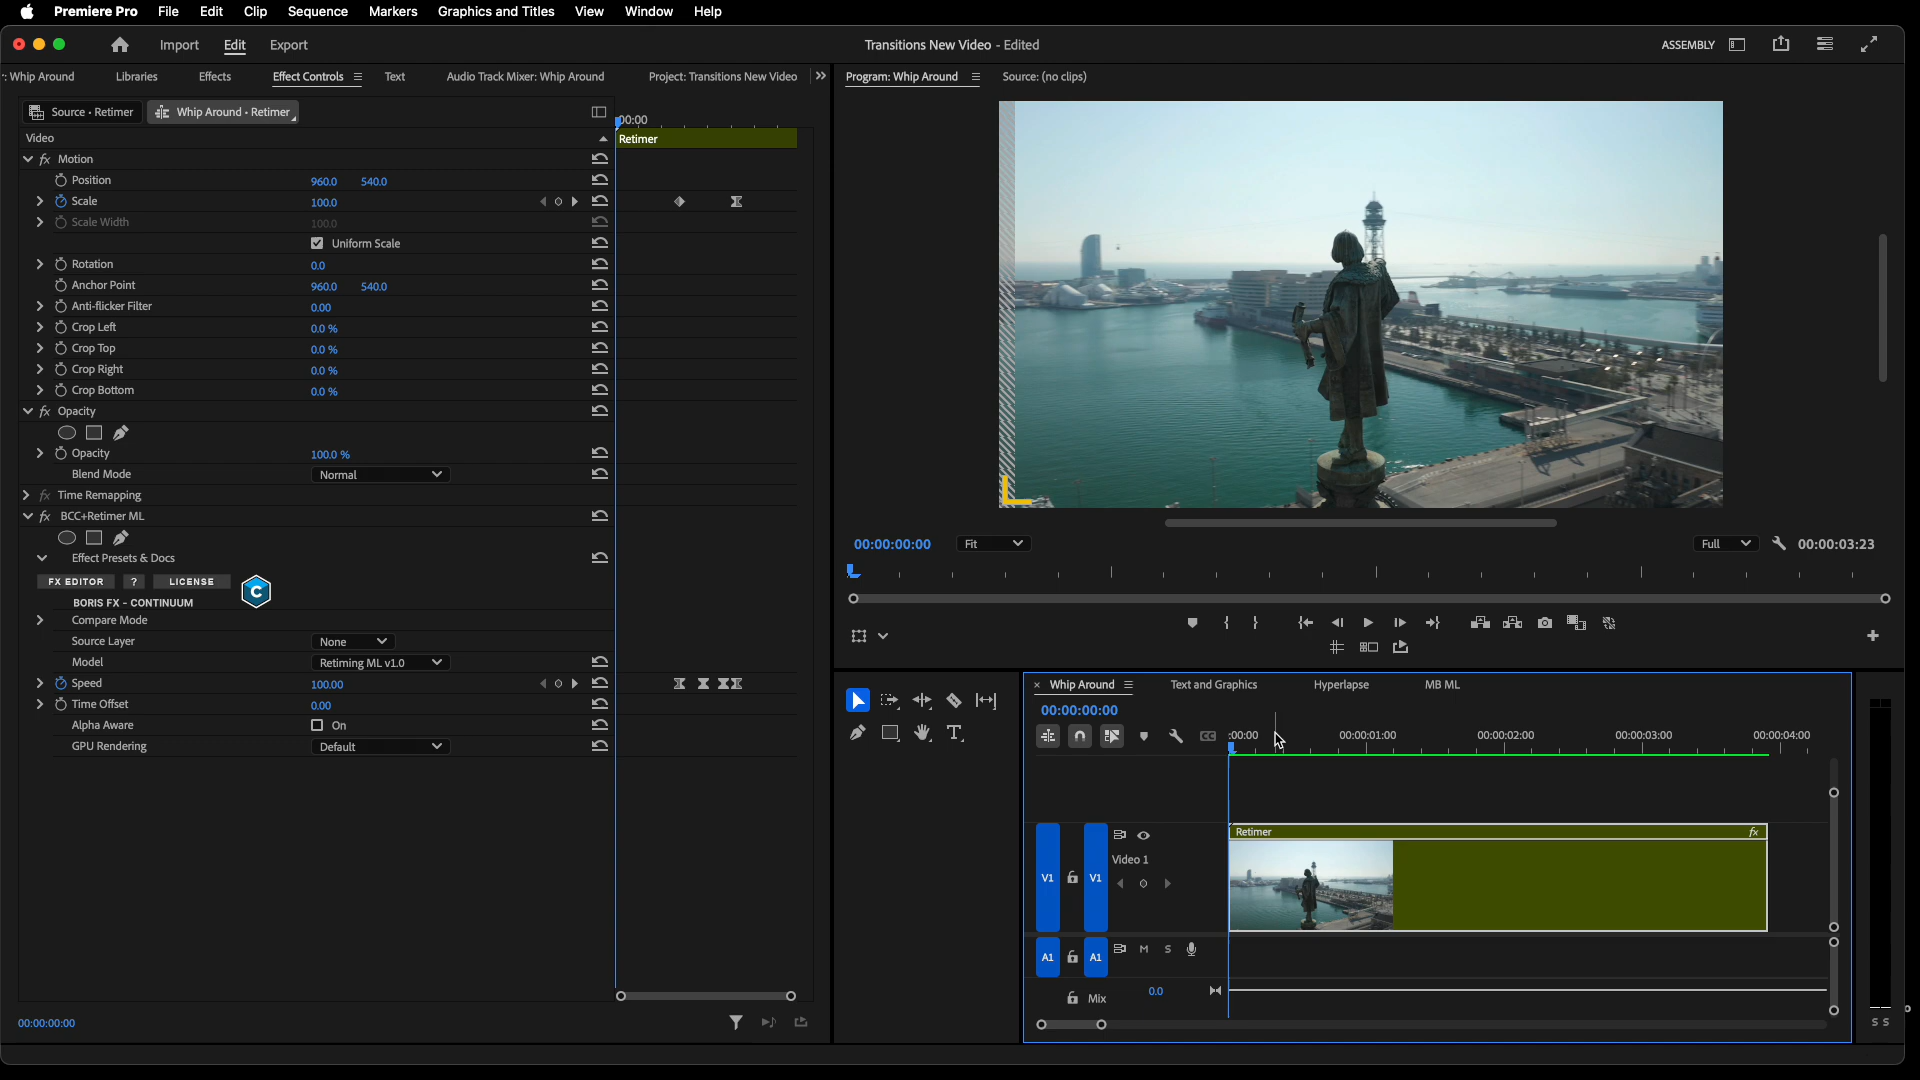 Premiere Pro File Edit Clip Sequence Markers Graphics and Titles View Window Help
Import Edit Export Transitions New Video - Edited ASSEMBLY
: Whip Around Libraries Effects Effect Controls Text Audio Track Mixer: Whip Around Project: Transitions New Video
Source • Retimer Whip Around • Retimer
:00:00
Video
Retimer
fx Motion
Position 960.0 540.0
Scale 100.0
Scale Width 100.0
Uniform Scale
Rotation 0.0
Anchor Point 960.0 540.0
Anti-flicker Filter 0.00
Crop Left 0.0 %
Crop Top 0.0 %
Crop Right 0.0 %
Crop Bottom 0.0 %
fx Opacity
Opacity 100.0 %
Blend Mode Normal
fx Time Remapping
fx BCC+Retimer ML
Effect Presets & Docs
FX EDITOR ? LICENSE C
BORIS FX - CONTINUUM
Compare Mode
Source Layer None
Model Retiming ML v1.0
Speed 100.00
Time Offset 0.00
Alpha Aware On
GPU Rendering Default
00:00:00:00
Program: Whip Around Source: (no clips)
00:00:00:00 Fit Full 00:00:03:23
× Whip Around Text and Graphics Hyperlapse MB ML
00:00:00:00
CC :00:00 00:00:01:00 00:00:02:00 00:00:03:00 00:00:04:00
T
Retimer fx
Video 1
V1 V1
A1 A1 M S
Mix 0.0
S S